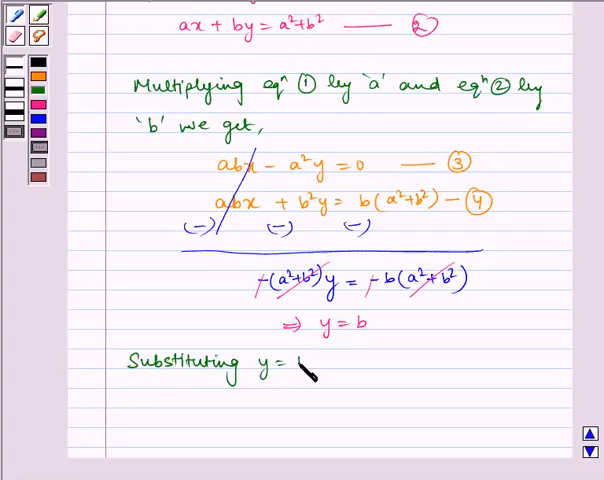 ax + by = a²+b² —— ②
Multiplying eqⁿ ① by 'a' and eqⁿ ② by
'b' we get,
abx - a²y = 0 —— ③
abx + b²y = b(a²+b²) - ④
(-) (-) (-)
-(a²+b²)y = -b(a²+b²)
⇒ y = b
Substituting y =